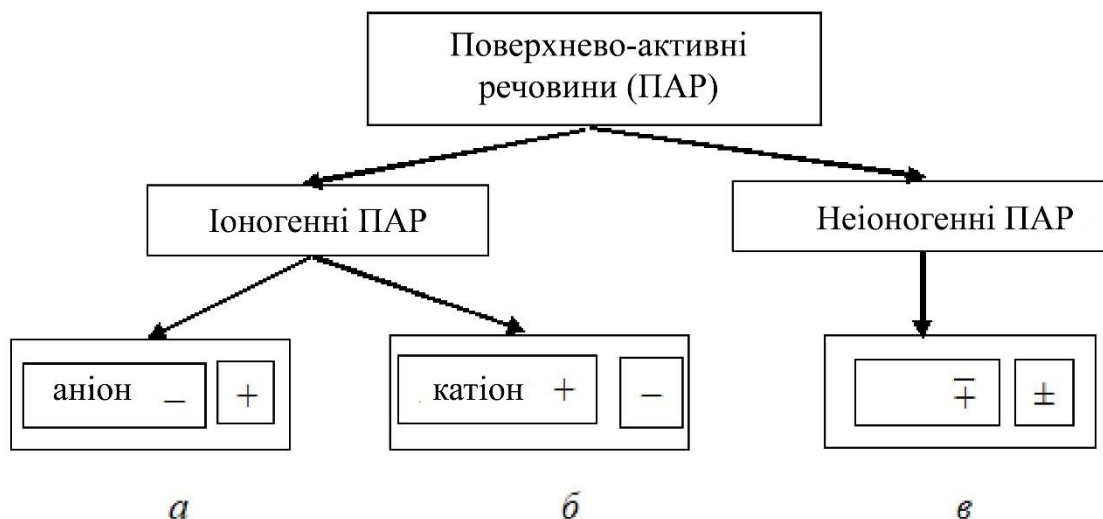 Поверхнево-активні
речовини (ПАР)
Іоногенні ПАР
Неіоногенні ПАР
аніон – +
катіон + –
∓ ±
а б в